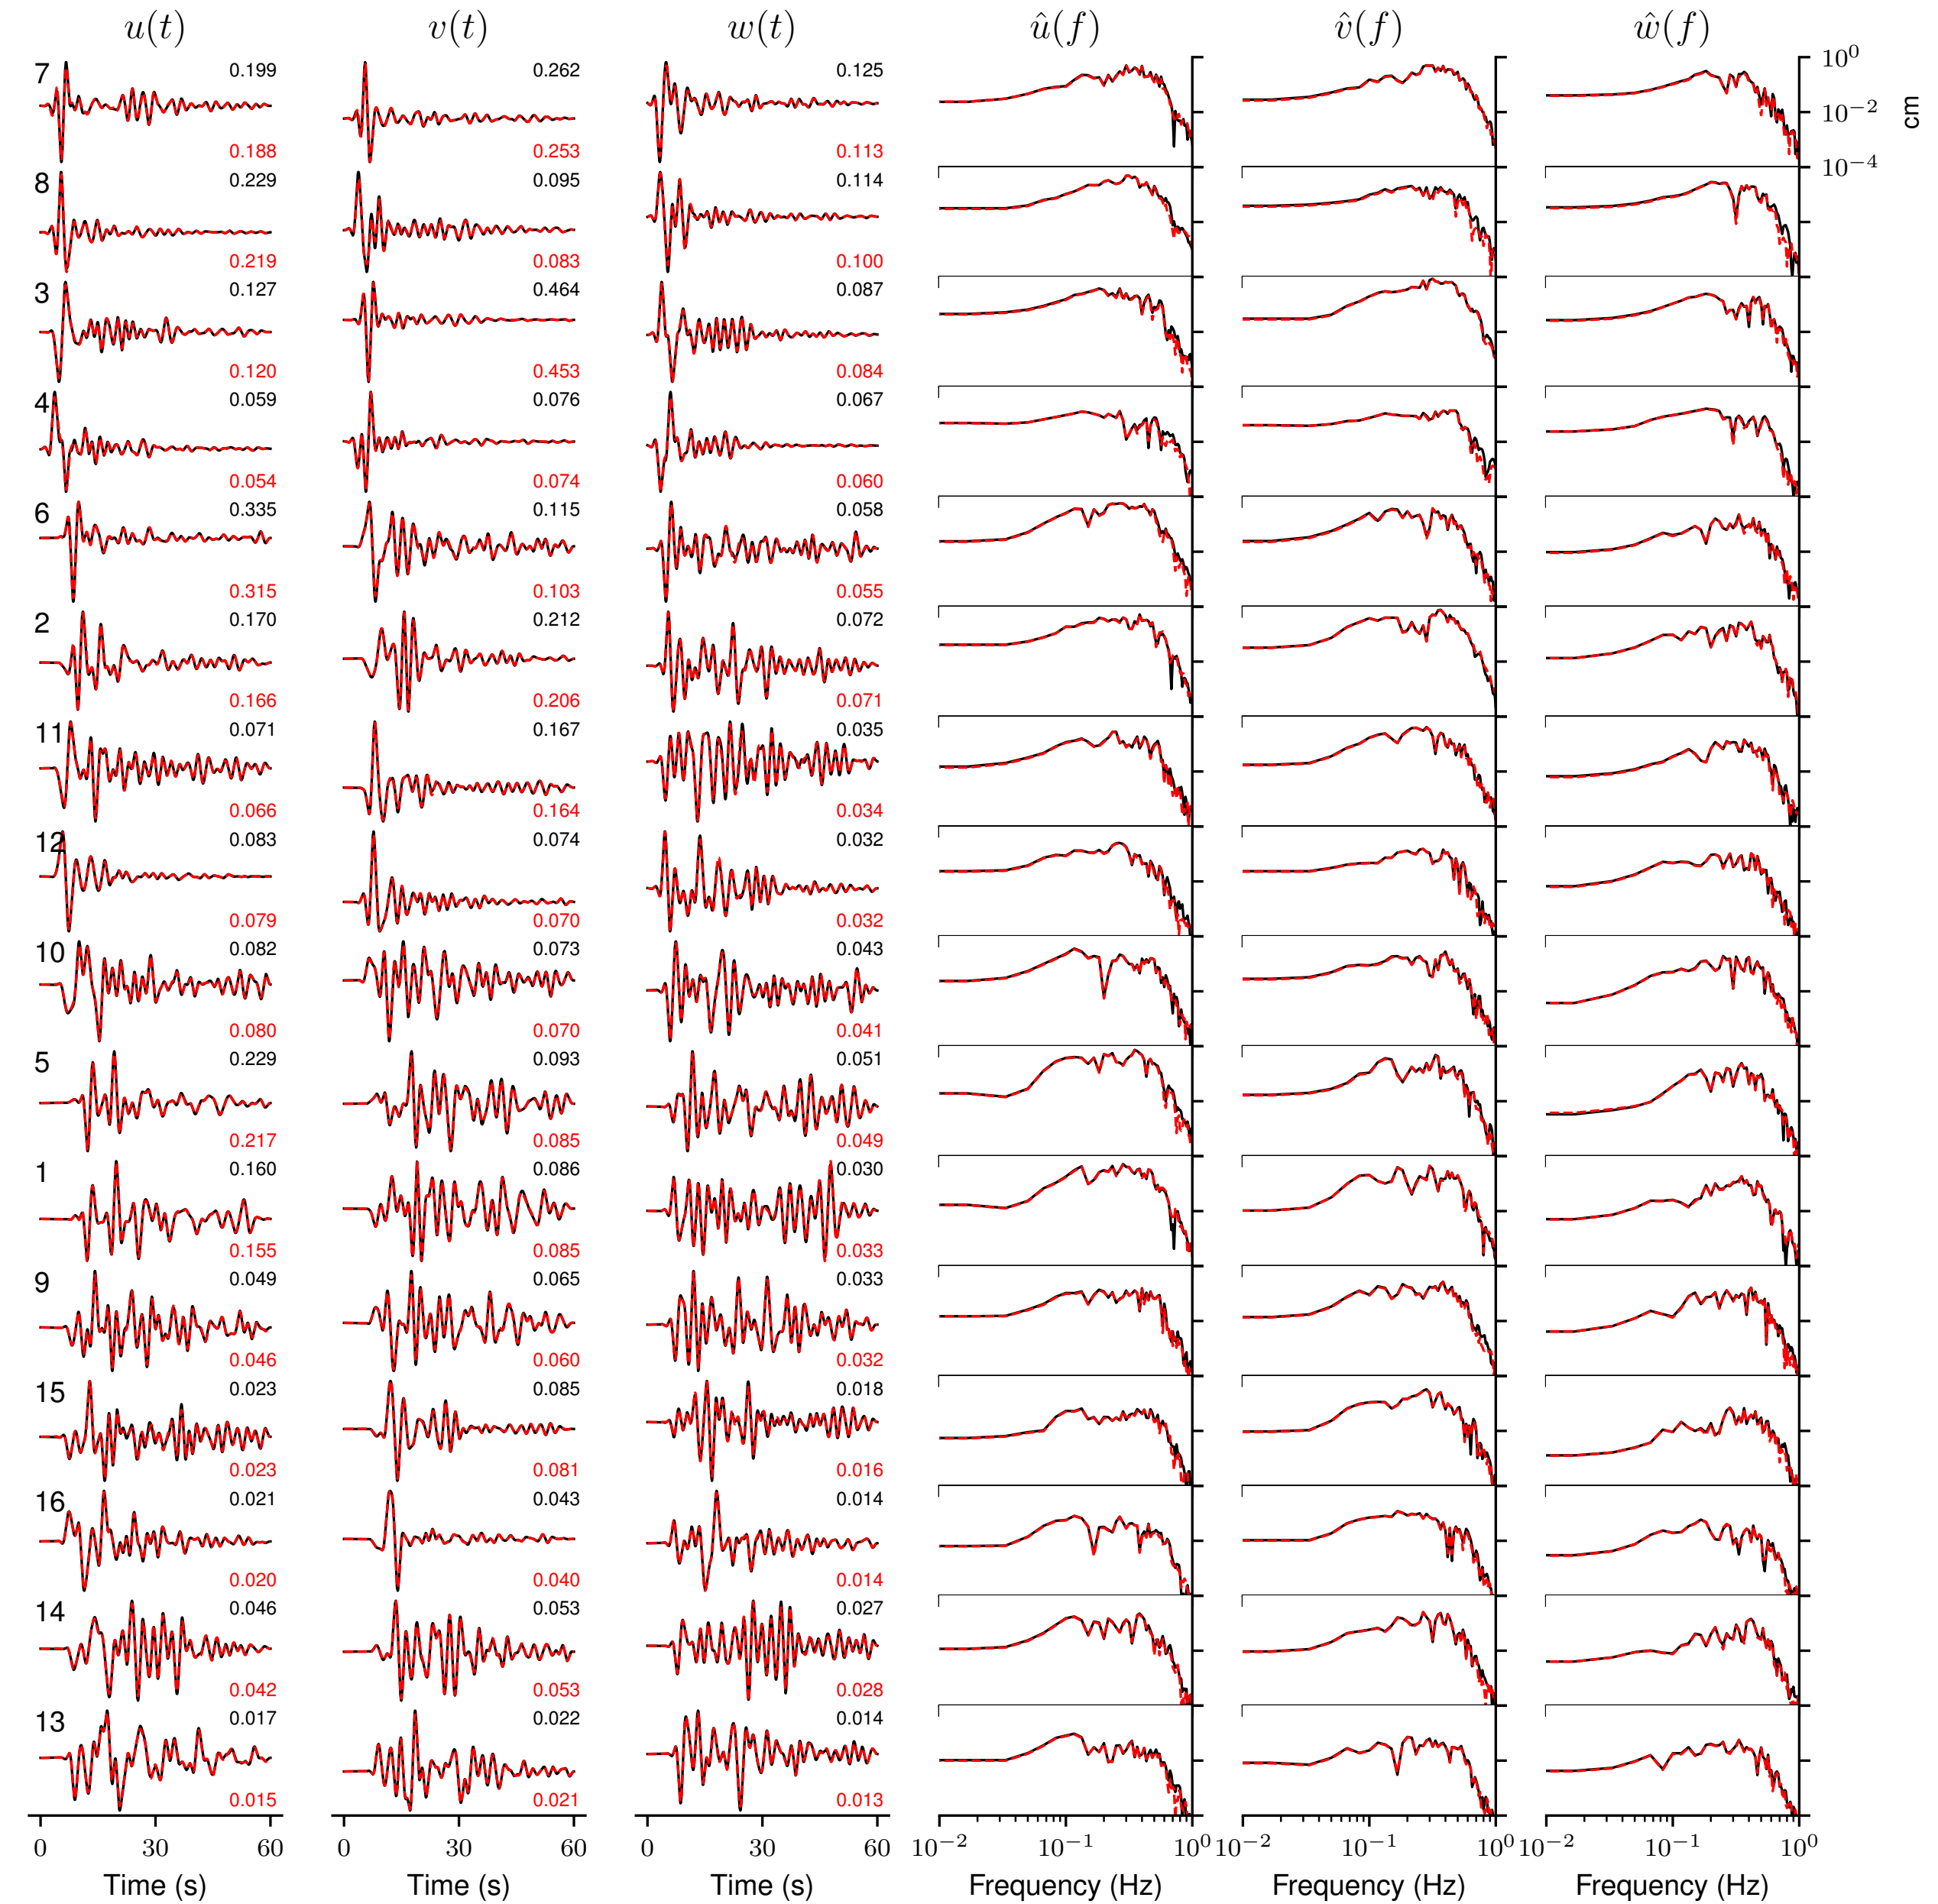 u(t) v(t) w(t) û(f) v̂(f) ŵ(f)
7 0.199 0.262 0.125 10⁰
10⁻² cm
0.188 0.253 0.113 10⁻⁴
8 0.229 0.095 0.114
0.219 0.083 0.100
3 0.127 0.464 0.087
0.120 0.453 0.084
4 0.059 0.076 0.067
0.054 0.074 0.060
6 0.335 0.115 0.058
0.315 0.103 0.055
2 0.170 0.212 0.072
0.166 0.206 0.071
11 0.071 0.167 0.035
0.066 0.164 0.034
12 0.083 0.074 0.032
0.079 0.070 0.032
10 0.082 0.073 0.043
0.080 0.070 0.041
5 0.229 0.093 0.051
0.217 0.085 0.049
1 0.160 0.086 0.030
0.155 0.085 0.033
9 0.049 0.065 0.033
0.046 0.060 0.032
15 0.023 0.085 0.018
0.023 0.081 0.016
16 0.021 0.043 0.014
0.020 0.040 0.014
14 0.046 0.053 0.027
0.042 0.053 0.028
13 0.017 0.022 0.014
0.015 0.021 0.013
0 30 60 0 30 60 0 30 60 10⁻² 10⁻¹ 10⁰ 10⁻² 10⁻¹ 10⁰ 10⁻² 10⁻¹ 10⁰
Time (s) Time (s) Time (s) Frequency (Hz) Frequency (Hz) Frequency (Hz)